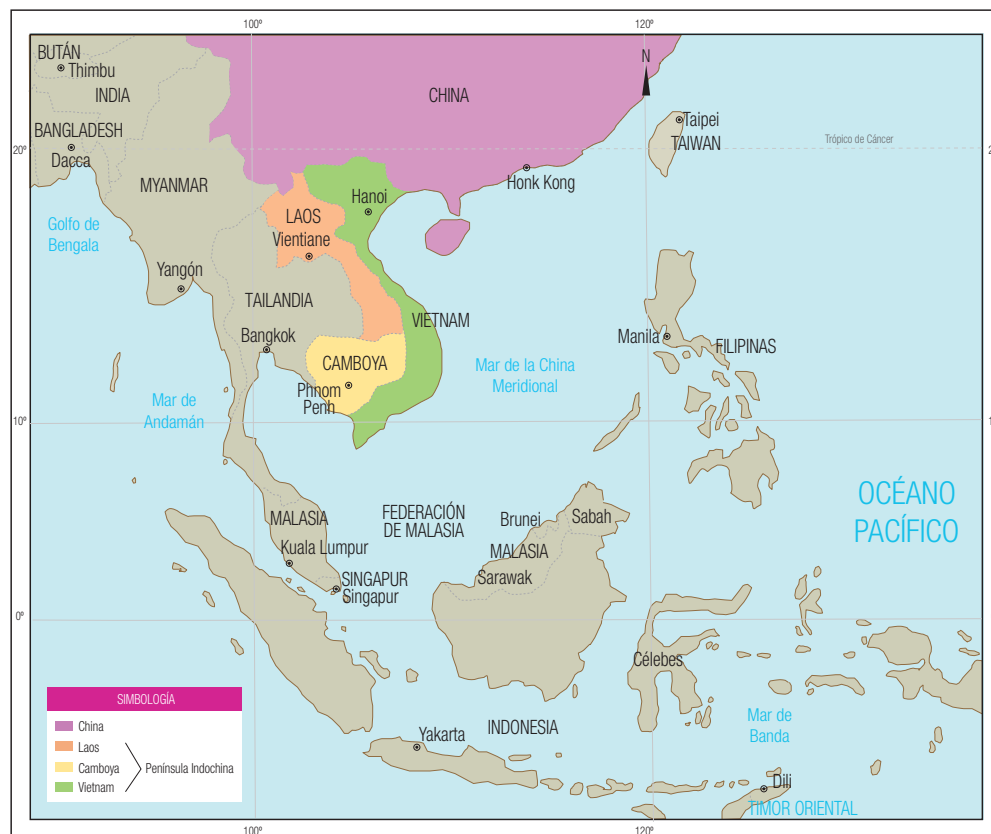 100º
120º
BUTÁN
Thimbu
INDIA
CHINA
N
BANGLADESH
Dacca
Taipei
TAIWAN
Trópico de Cáncer
20º
2
MYANMAR
Honk Kong
Hanoi
LAOS
Vientiane
Golfo de
Bengala
Yangón
TAILANDIA
VIETNAM
Bangkok
Manila
FILIPINAS
CAMBOYA
Phnom
Penh
Mar de la China
Meridional
Mar de
Andamán
10º
1
OCÉANO
PACÍFICO
MALASIA
FEDERACIÓN
DE MALASIA
Brunei
Sabah
Kuala Lumpur
MALASIA
Sarawak
SINGAPUR
Singapur
0º
Célebes
SIMBOLOGÍA
China
Laos
Camboya
Vietnam
Península Indochina
Yakarta
INDONESIA
Mar de
Banda
Dili
TIMOR ORIENTAL
100º
120º